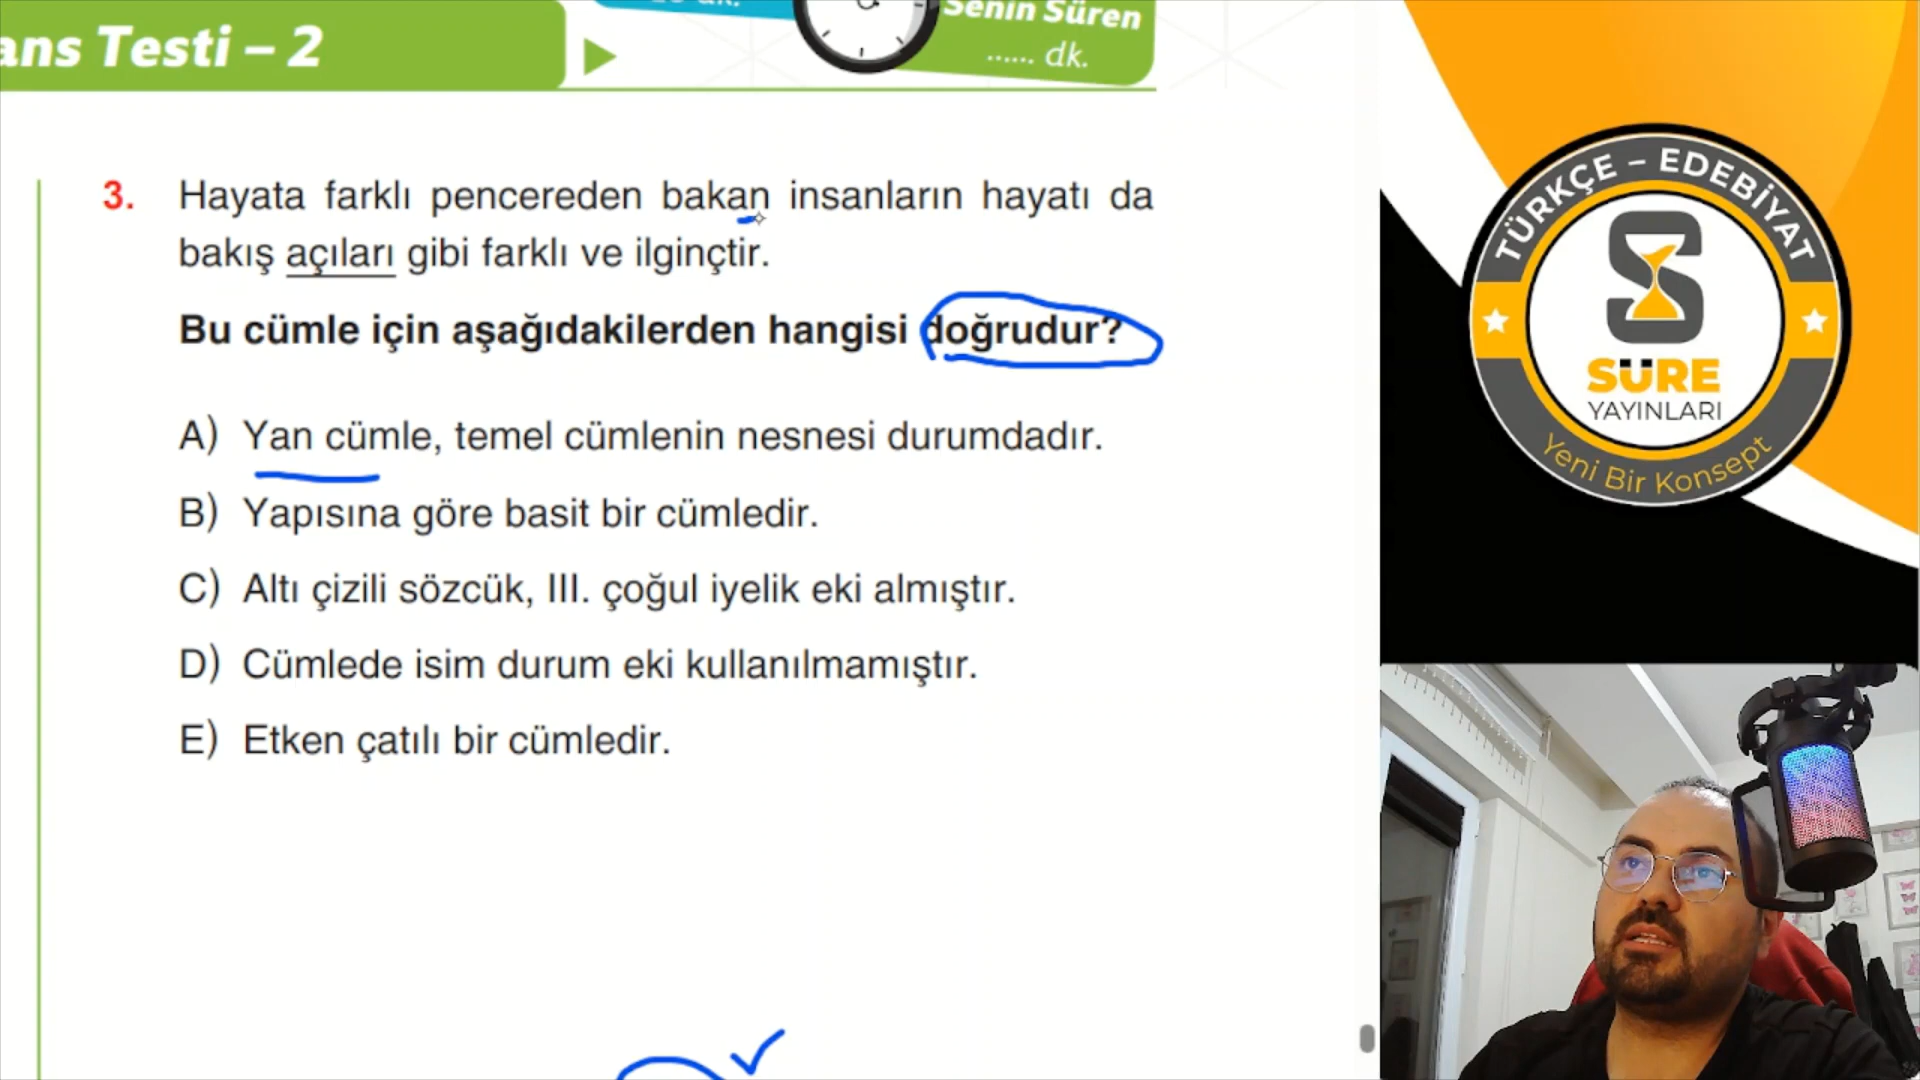 ans Testi – 2
Senin Süren
...... dk.
3. Hayata farklı pencereden bakan insanların hayatı da
bakış açıları gibi farklı ve ilginçtir.
Bu cümle için aşağıdakilerden hangisi doğrudur?
A) Yan cümle, temel cümlenin nesnesi durumdadır.
B) Yapısına göre basit bir cümledir.
C) Altı çizili sözcük, III. çoğul iyelik eki almıştır.
D) Cümlede isim durum eki kullanılmamıştır.
E) Etken çatılı bir cümledir.
TÜRKÇE – EDEBİYAT
SÜRE
YAYINLARI
Yeni Bir Konsept